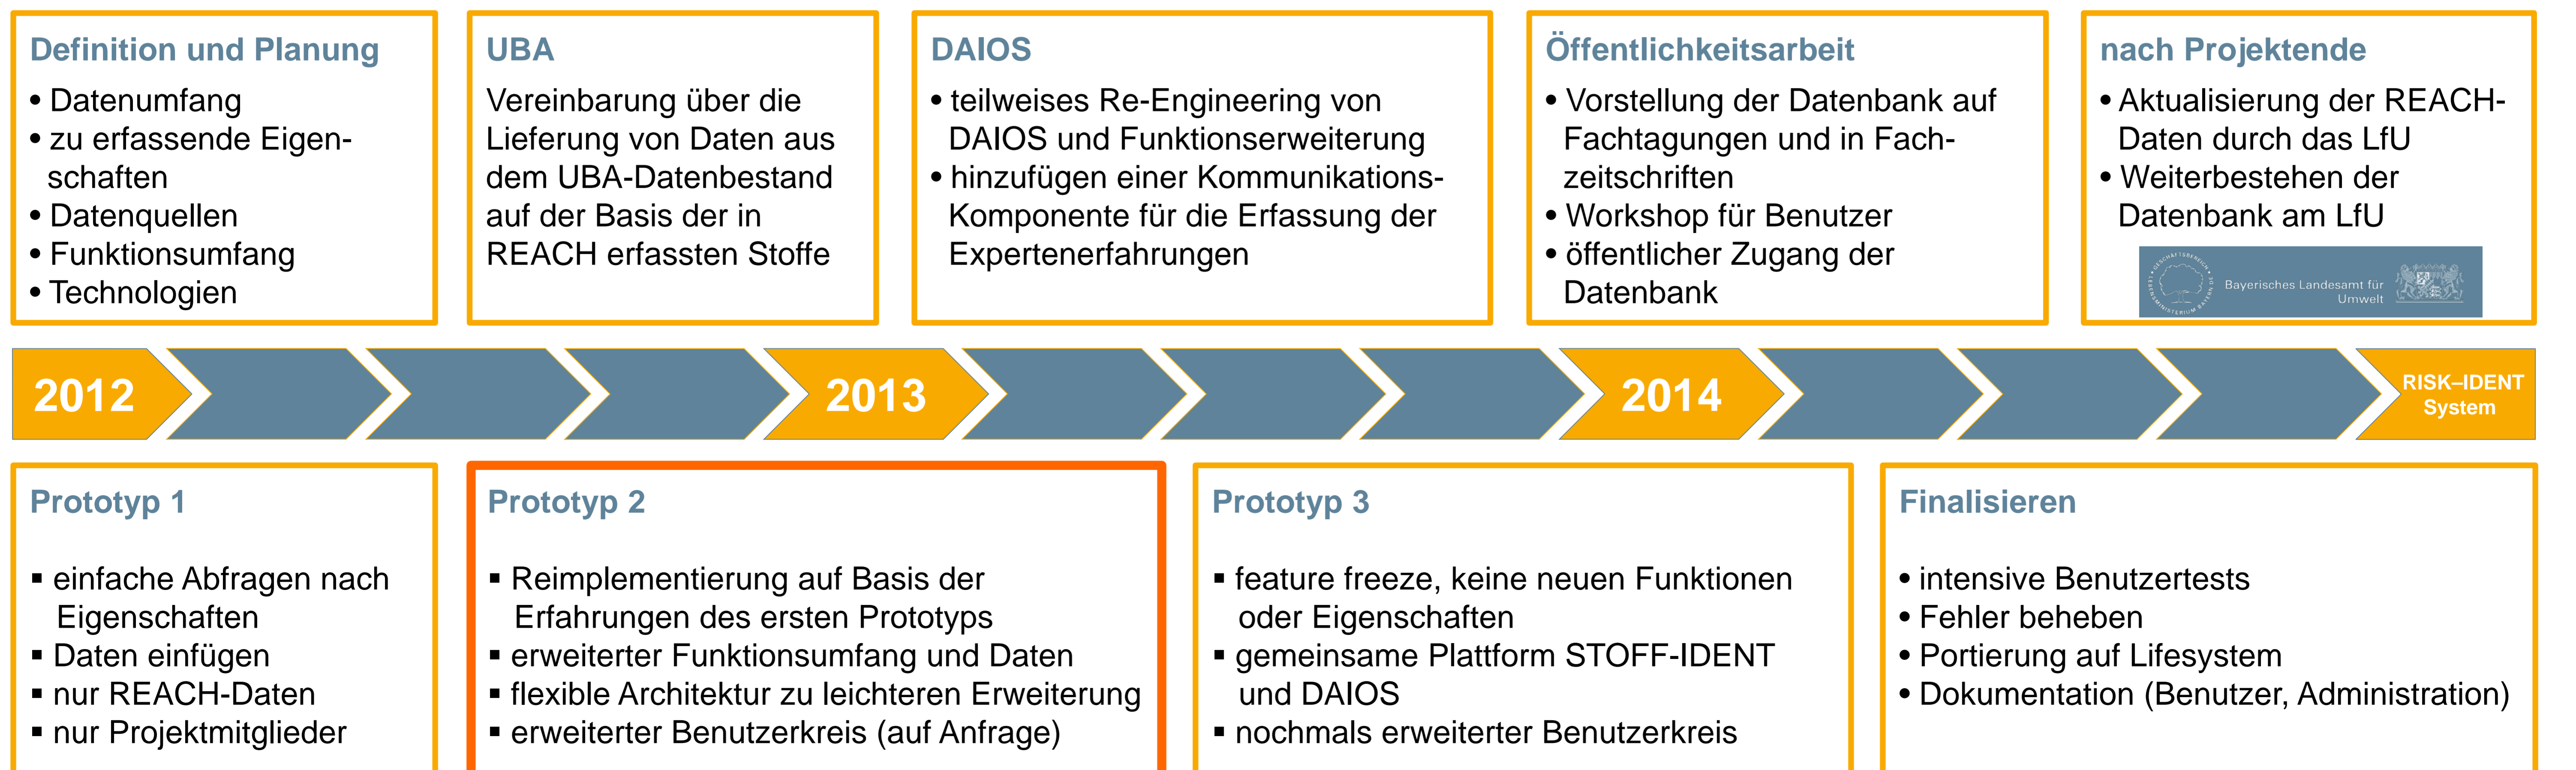 Definition und Planung
• Datenumfang
• zu erfassende Eigen-
schaften
• Datenquellen
• Funktionsumfang
• Technologien
UBA
Vereinbarung über die
Lieferung von Daten aus
dem UBA-Datenbestand
auf der Basis der in
REACH erfassten Stoffe
DAIOS
• teilweises Re-Engineering von
DAIOS und Funktionserweiterung
• hinzufügen einer Kommunikations-
Komponente für die Erfassung der
Expertenerfahrungen
Öffentlichkeitsarbeit
• Vorstellung der Datenbank auf
Fachtagungen und in Fach-
zeitschriften
• Workshop für Benutzer
• öffentlicher Zugang der
Datenbank
nach Projektende
• Aktualisierung der REACH-
Daten durch das LfU
• Weiterbestehen der
Datenbank am LfU
GESCHÄFTSBEREICH
Bayerisches Landesamt für
Umwelt
2012
2013
2014
RISK–IDENT
System
Prototyp 1
▪ einfache Abfragen nach
Eigenschaften
▪ Daten einfügen
▪ nur REACH-Daten
▪ nur Projektmitglieder
Prototyp 2
▪ Reimplementierung auf Basis der
Erfahrungen des ersten Prototyps
▪ erweiterter Funktionsumfang und Daten
▪ flexible Architektur zu leichteren Erweiterung
▪ erweiterter Benutzerkreis (auf Anfrage)
Prototyp 3
▪ feature freeze, keine neuen Funktionen
oder Eigenschaften
▪ gemeinsame Plattform STOFF-IDENT
und DAIOS
▪ nochmals erweiterter Benutzerkreis
Finalisieren
• intensive Benutzertests
• Fehler beheben
• Portierung auf Lifesystem
• Dokumentation (Benutzer, Administration)